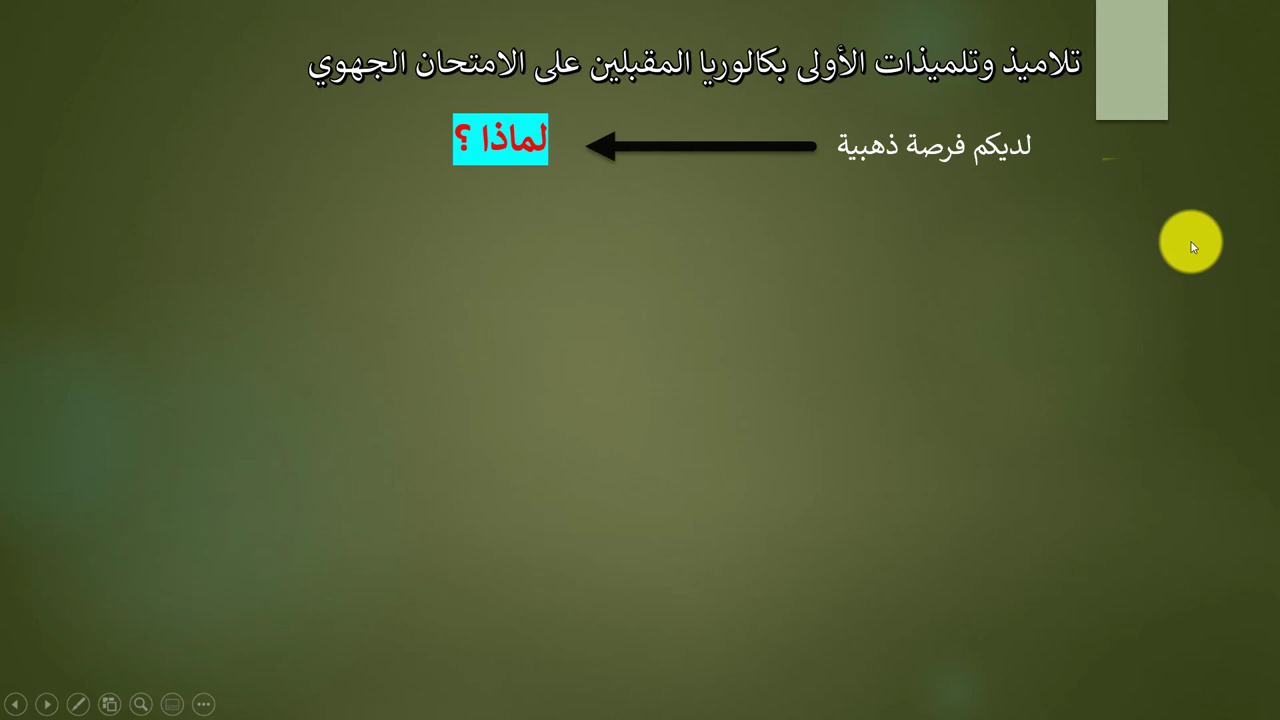 تلاميذ وتلميذات الأولى بكالوريا المقبلين على الامتحان الجهوي
لديكم فرصة ذهبية
لماذا ؟